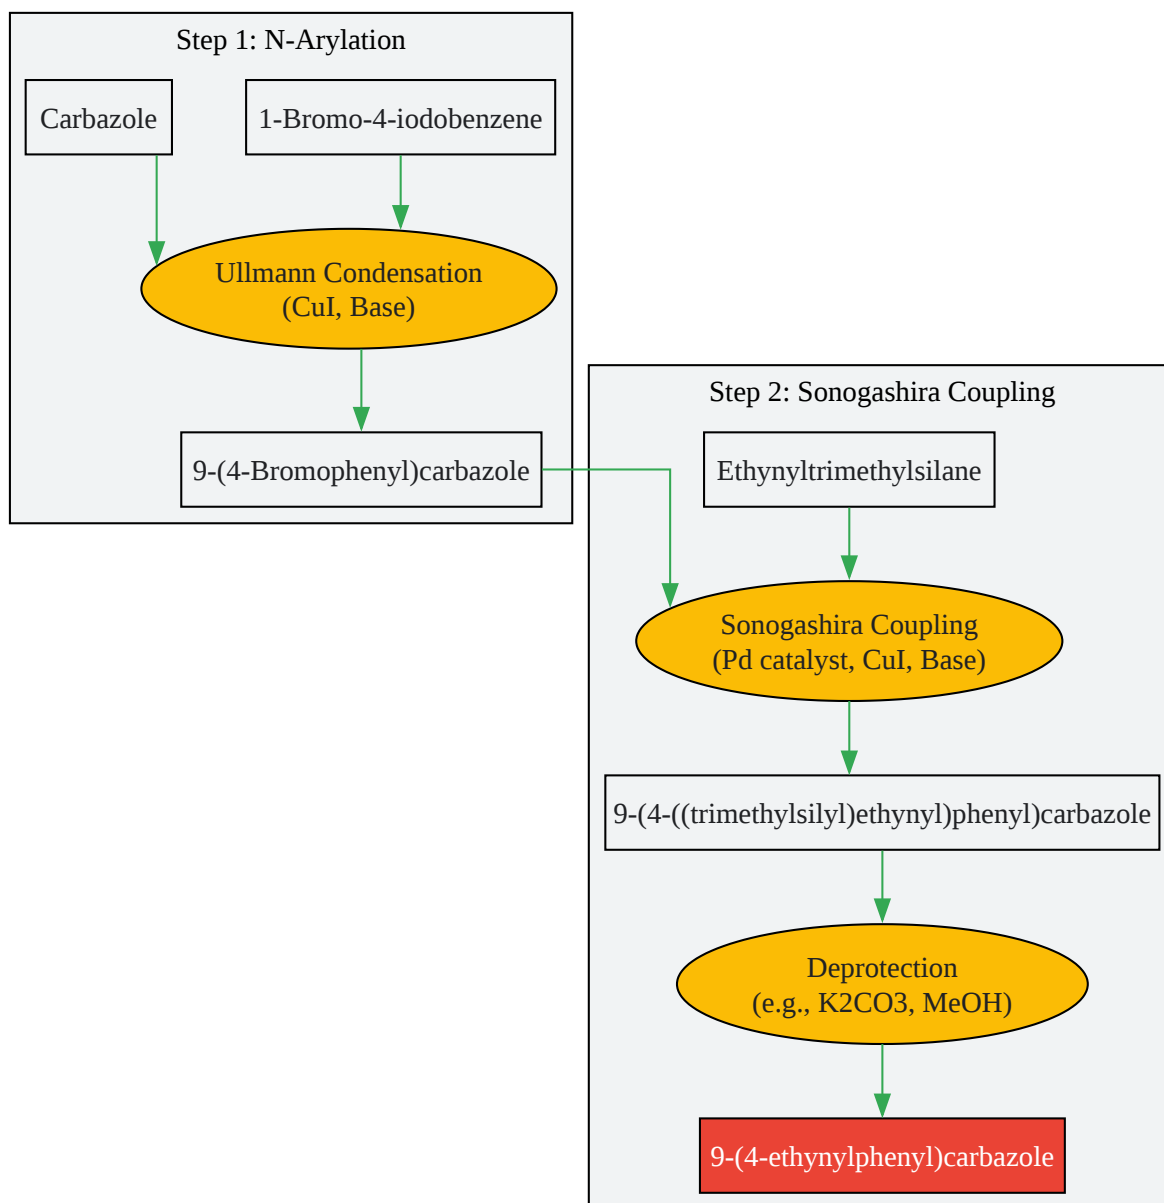 Step 1: N-Arylation
Carbazole
1-Bromo-4-iodobenzene
Ullmann Condensation
(CuI, Base)
9-(4-Bromophenyl)carbazole
Step 2: Sonogashira Coupling
Ethynyltrimethylsilane
Sonogashira Coupling
(Pd catalyst, CuI, Base)
9-(4-((trimethylsilyl)ethynyl)phenyl)carbazole
Deprotection
(e.g., K2CO3, MeOH)
9-(4-ethynylphenyl)carbazole